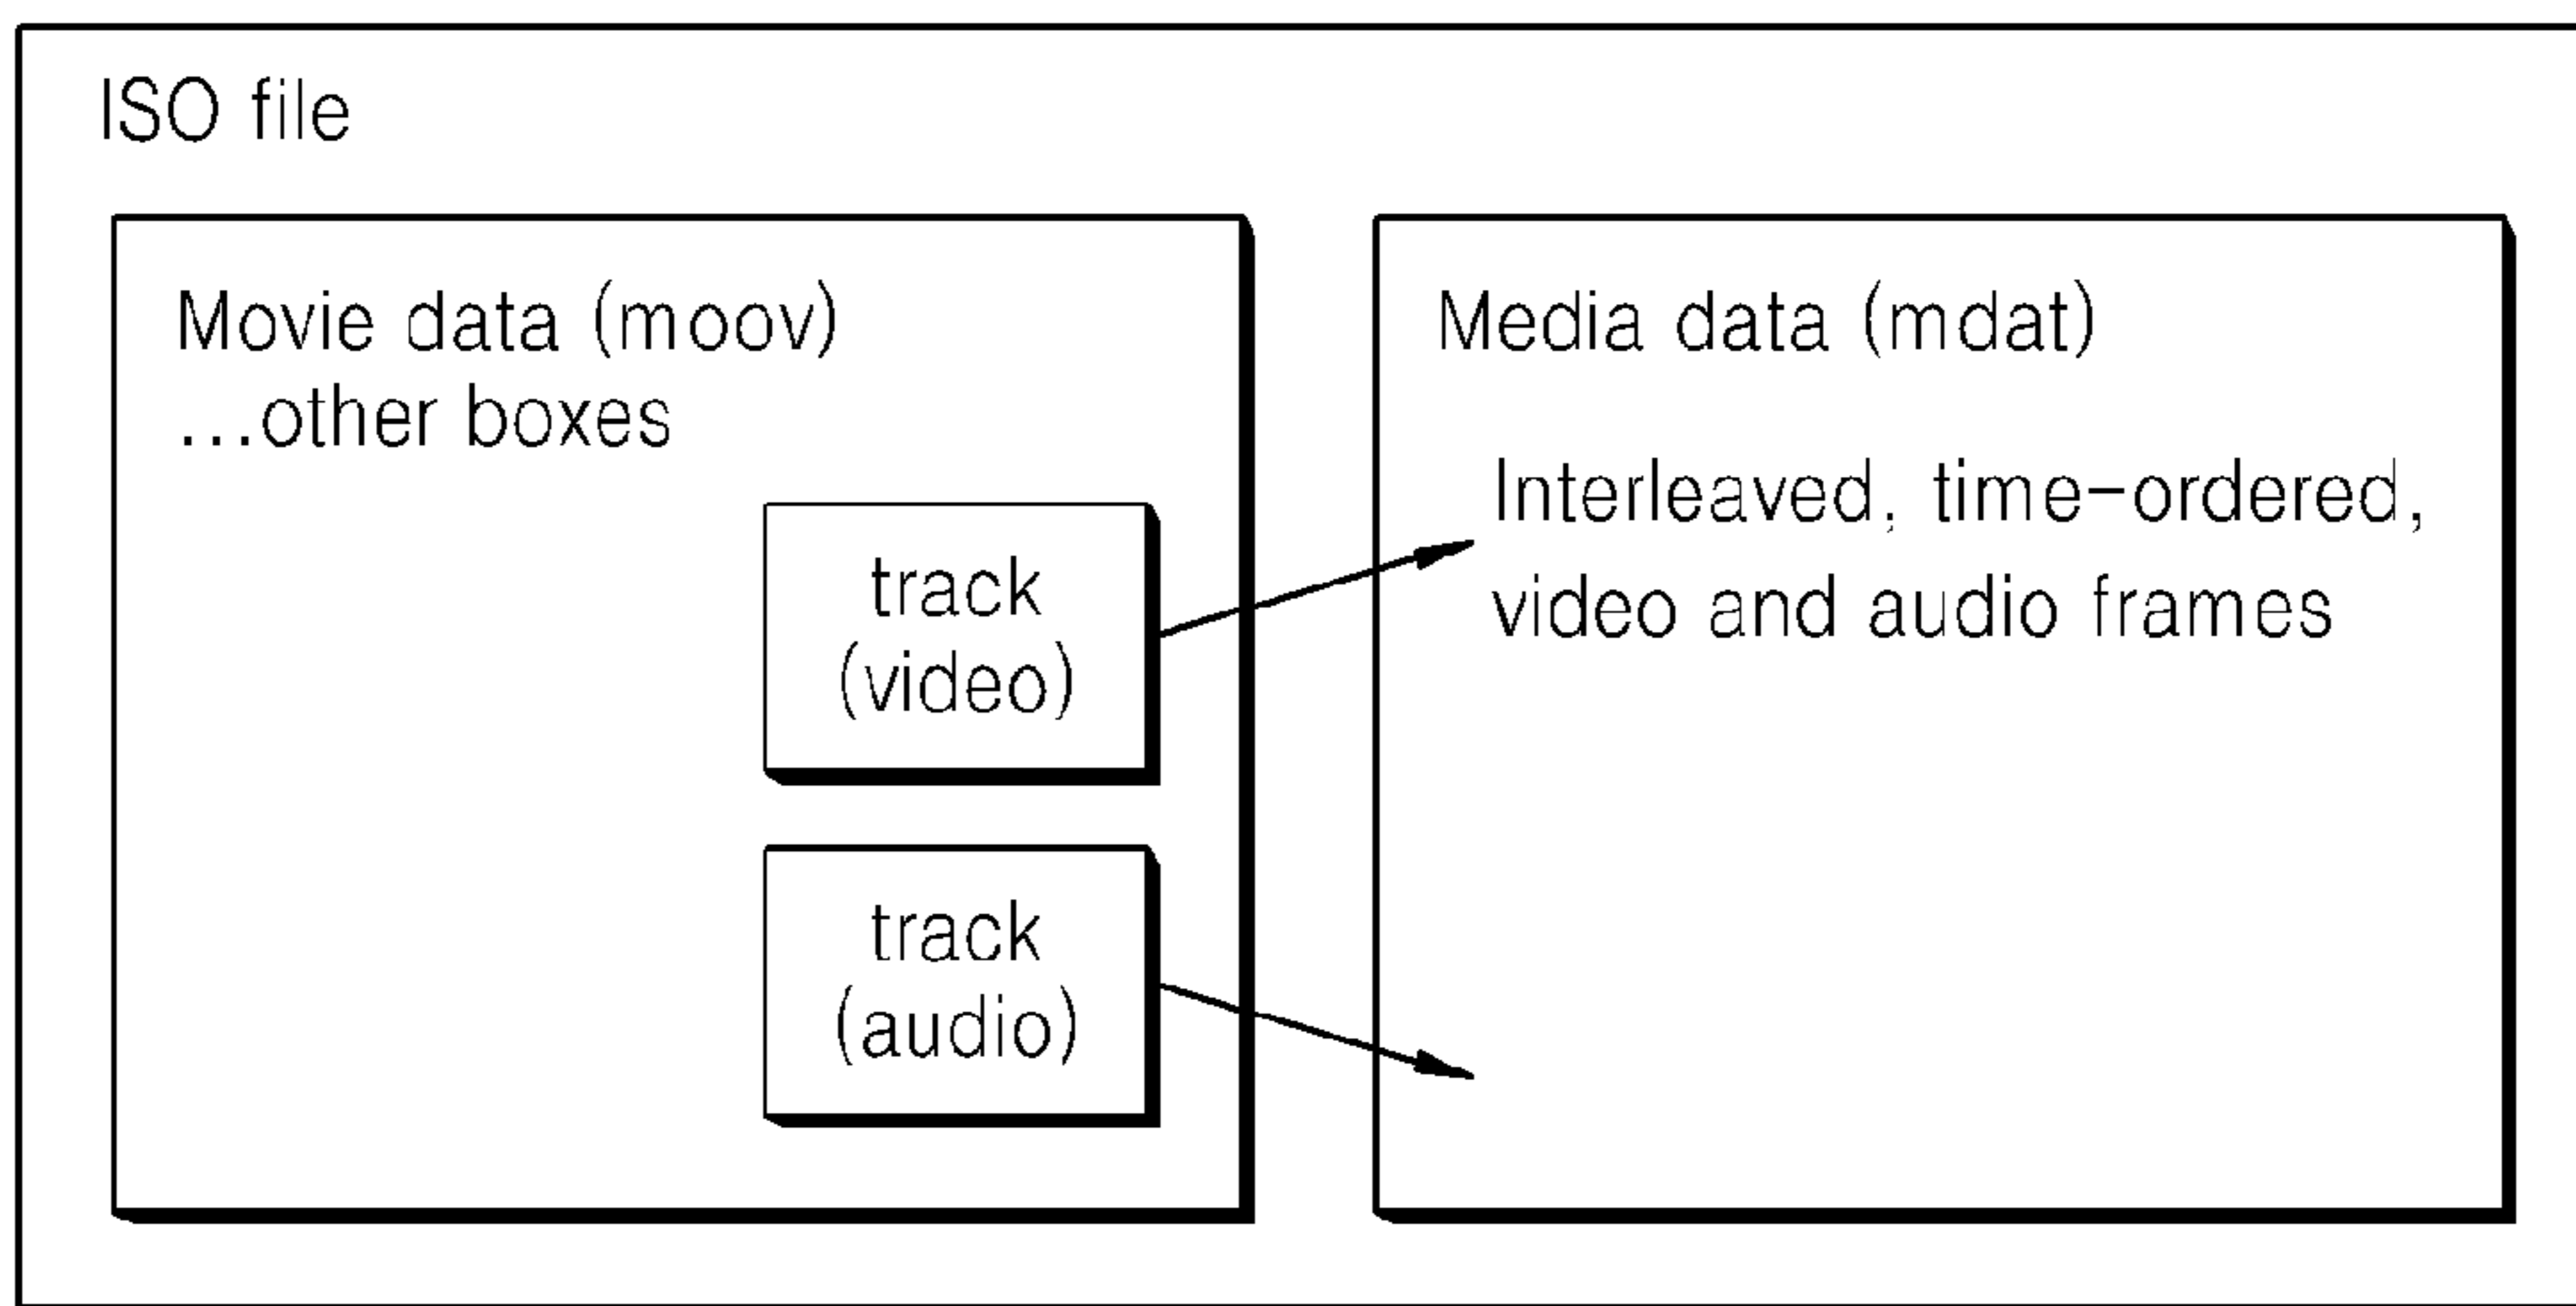 ISO file
Movie data (moov)
...other boxes
track
(video)
track
(audio)
Media data (mdat)
Interleaved, time-ordered,
video and audio frames